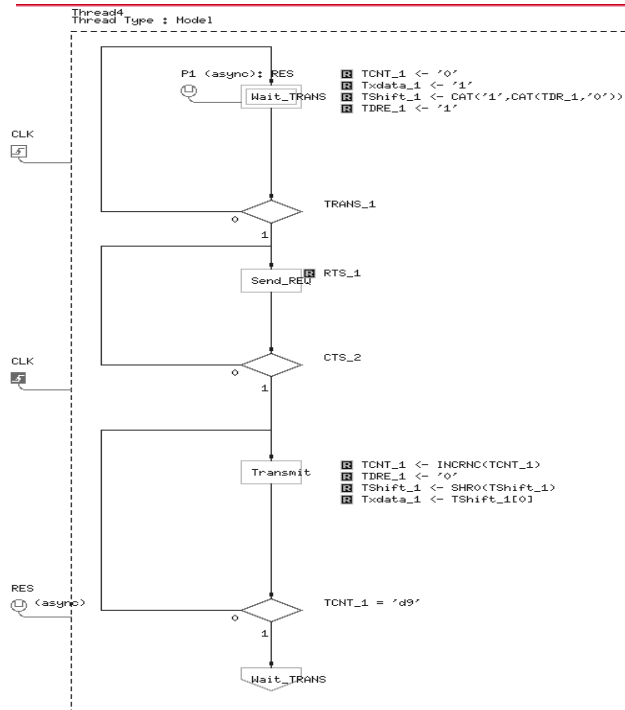 Thread4
Thread Type : Model
P1 (async): RES
Wait_TRANS
R TCNT_1 <- '0'
R Txdata_1 <- '1'
R TShift_1 <- CAT('1',CAT(TDR_1,'0'))
R TDRE_1 <- '1'
CLK
TRANS_1
0
1
Send_REQ
R RTS_1
CLK
CTS_2
0
1
Transmit
R TCNT_1 <- INCRNC(TCNT_1)
R TDRE_1 <- '0'
R TShift_1 <- SHR0(TShift_1)
R Txdata_1 <- TShift_1[0]
RES
(async)
TCNT_1 = 'd9'
0
1
Wait_TRANS